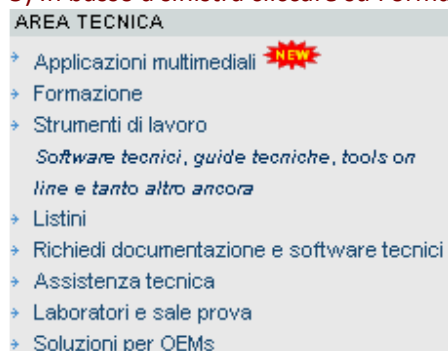 AREA TECNICA
Applicazioni multimediali NEW
Formazione
Strumenti di lavoro
Software tecnici, guide tecniche, tools on
line e tanto altro ancora
Listini
Richiedi documentazione e software tecnici
Assistenza tecnica
Laboratori e sale prova
Soluzioni per OEMs